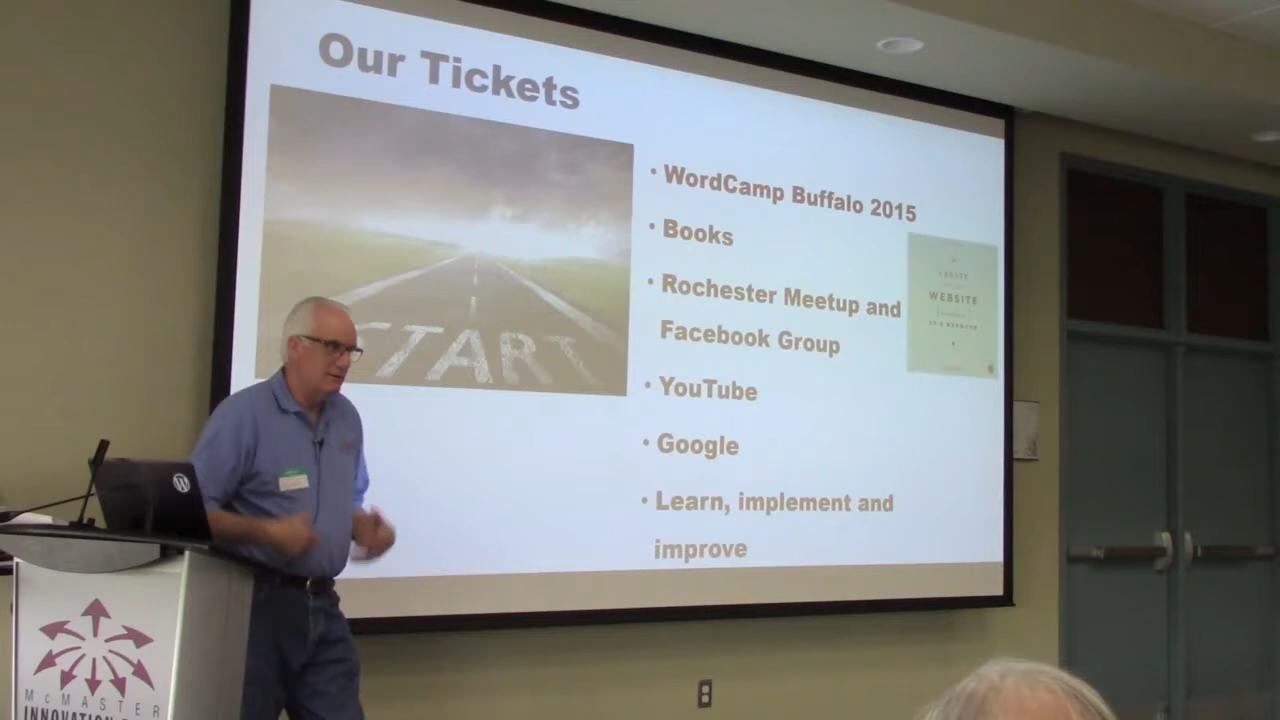 Our Tickets
START
• WordCamp Buffalo 2015
• Books
• Rochester Meetup and
Facebook Group
WEBSITE
• YouTube
• Google
• Learn, implement and
improve
McMASTER
INNOVATION